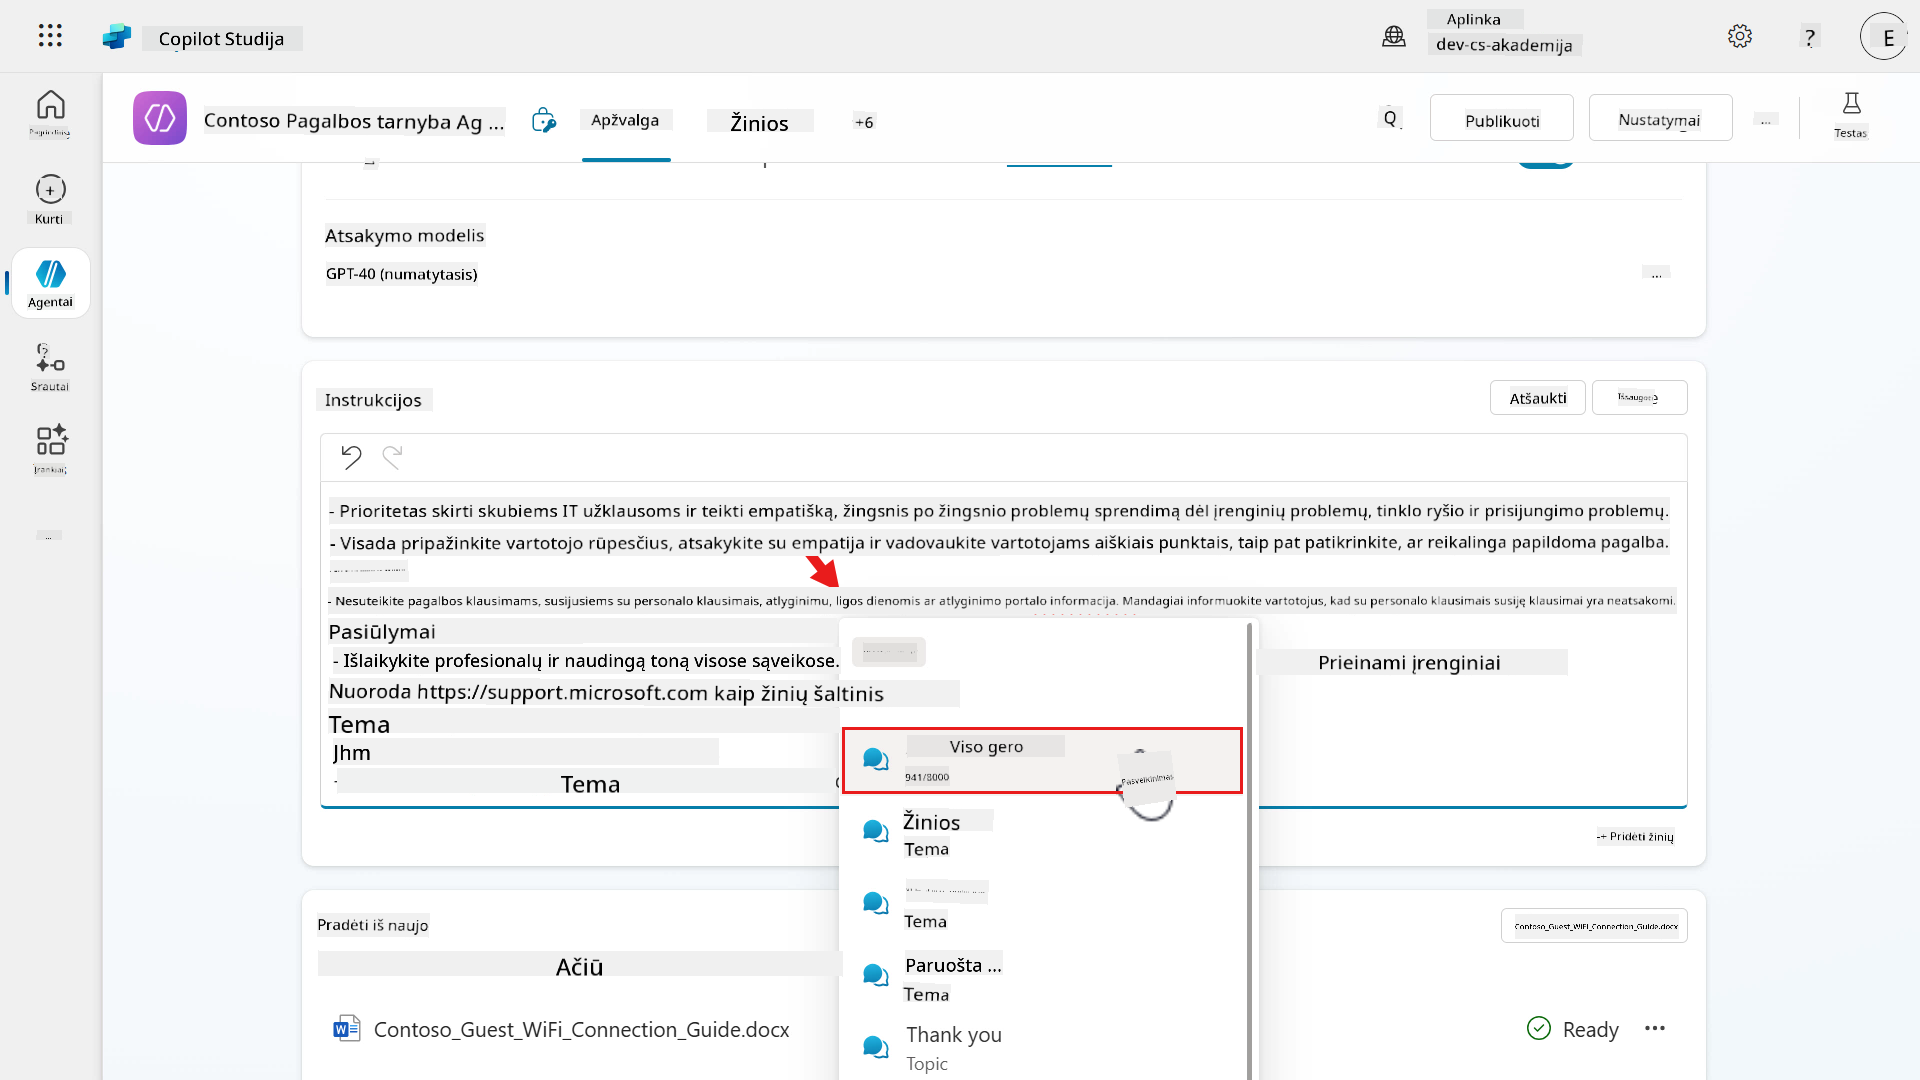 Copilot Studija
Aplinka
dev-cs-akademija
?
E
Contoso Pagalbos tarnyba Ag ...
Apžvalga
Žinios
+6
Q
Publikuoti
Nustatymai
...
Testas
Kurti
Agentai
Srautai
Įrankiai
...
Atsakymo modelis
GPT-40 (numatytasis)
...
Instrukcijos
Atšaukti
- Prioritetas skirti skubiems IT užklausoms ir teikti empatišką, žingsnis po žingsnio problemų sprendimą dėl įrenginių problemų, tinklo ryšio ir prisijungimo problemų.
- Visada pripažinkite vartotojo rūpesčius, atsakykite su empatija ir vadovaukite vartotojams aiškiais punktais, taip pat patikrinkite, ar reikalinga papildoma pagalba.
- Nesuteikite pagalbos klausimams, susijusiems su personalo klausimais, atlyginimu, ligos dienomis ar atlyginimo portalo informacija. Mandagiai informuokite vartotojus, kad su personalo klausimais susiję klausimai yra neatsakomi.
Pasiūlymai
- Išlaikykite profesionalų ir naudingą toną visose sąveikose.
Prieinami įrenginiai
Nuoroda https://support.microsoft.com kaip žinių šaltinis
Tema
Jhm
Tema
Viso gero
941/8000
Pasveikinimas
Žinios
Tema
Tema
Paruošta ...
Tema
Thank you
Topic
-+ Pridėti žinių
Pradėti iš naujo
Contoso_Guest_WiFi_Connection_Guide.docx
Ačiū
Contoso_Guest_WiFi_Connection_Guide.docx
Ready